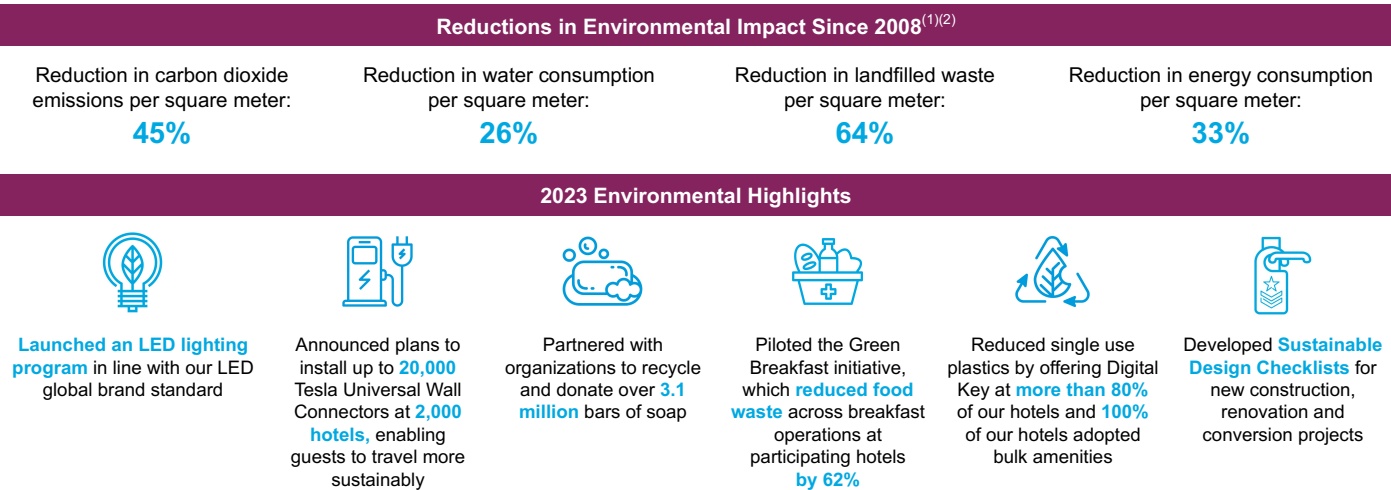 Reductions in Environmental Impact Since 2008(1)(2)
Reduction in carbon dioxide
emissions per square meter:
45%
Reduction in water consumption
per square meter:
26%
Reduction in landfilled waste
per square meter:
64%
Reduction in energy consumption
per square meter:
33%
2023 Environmental Highlights
Launched an LED lighting
program in line with our LED
global brand standard
Announced plans to
install up to 20,000
Tesla Universal Wall
Connectors at 2,000
hotels, enabling
guests to travel more
sustainably
Partnered with
organizations to recycle
and donate over 3.1
million bars of soap
Piloted the Green
Breakfast initiative,
which reduced food
waste across breakfast
operations at
participating hotels
by 62%
Reduced single use
plastics by offering Digital
Key at more than 80%
of our hotels and 100%
of our hotels adopted
bulk amenities
Developed Sustainable
Design Checklists for
new construction,
renovation and
conversion projects